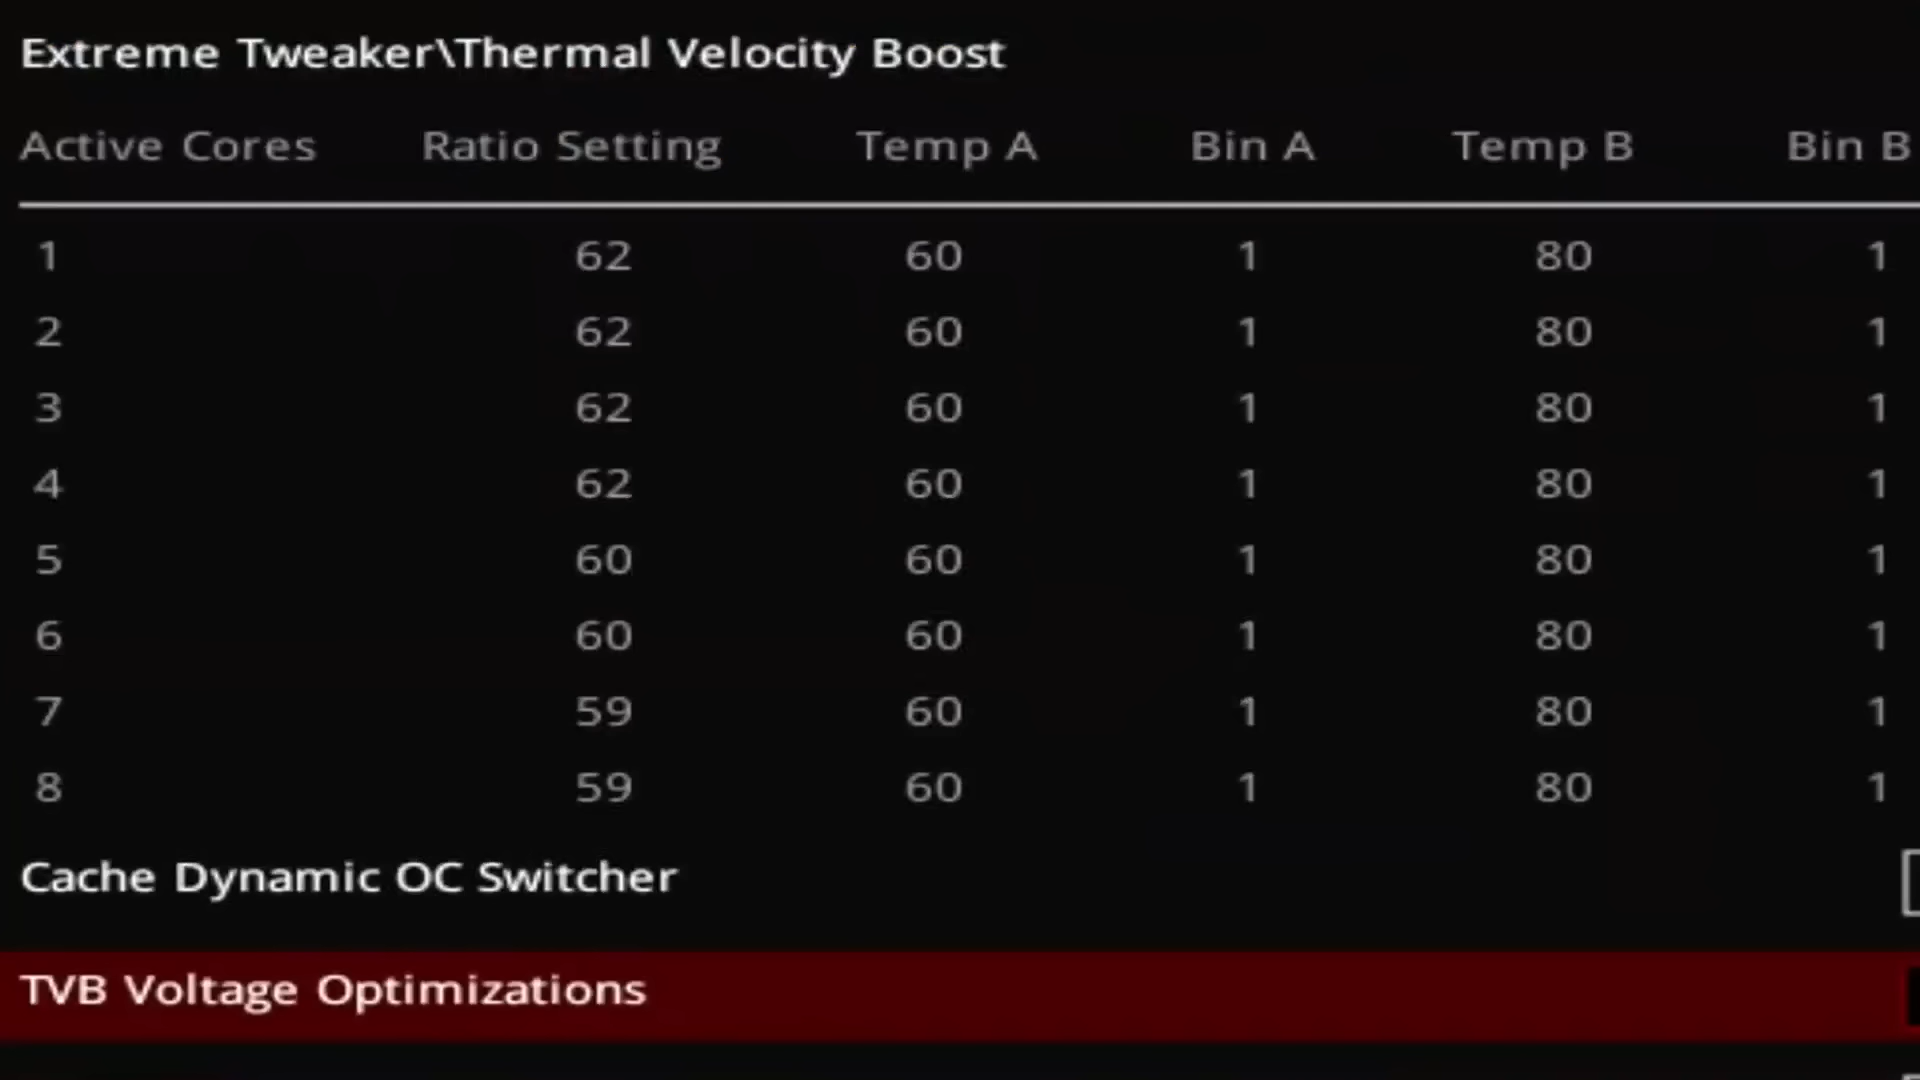 Extreme Tweaker\Thermal Velocity Boost
Active Cores Ratio Setting Temp A Bin A Temp B Bin B
1 62 60 1 80 1
2 62 60 1 80 1
3 62 60 1 80 1
4 62 60 1 80 1
5 60 60 1 80 1
6 60 60 1 80 1
7 59 60 1 80 1
8 59 60 1 80 1
Cache Dynamic OC Switcher
TVB Voltage Optimizations